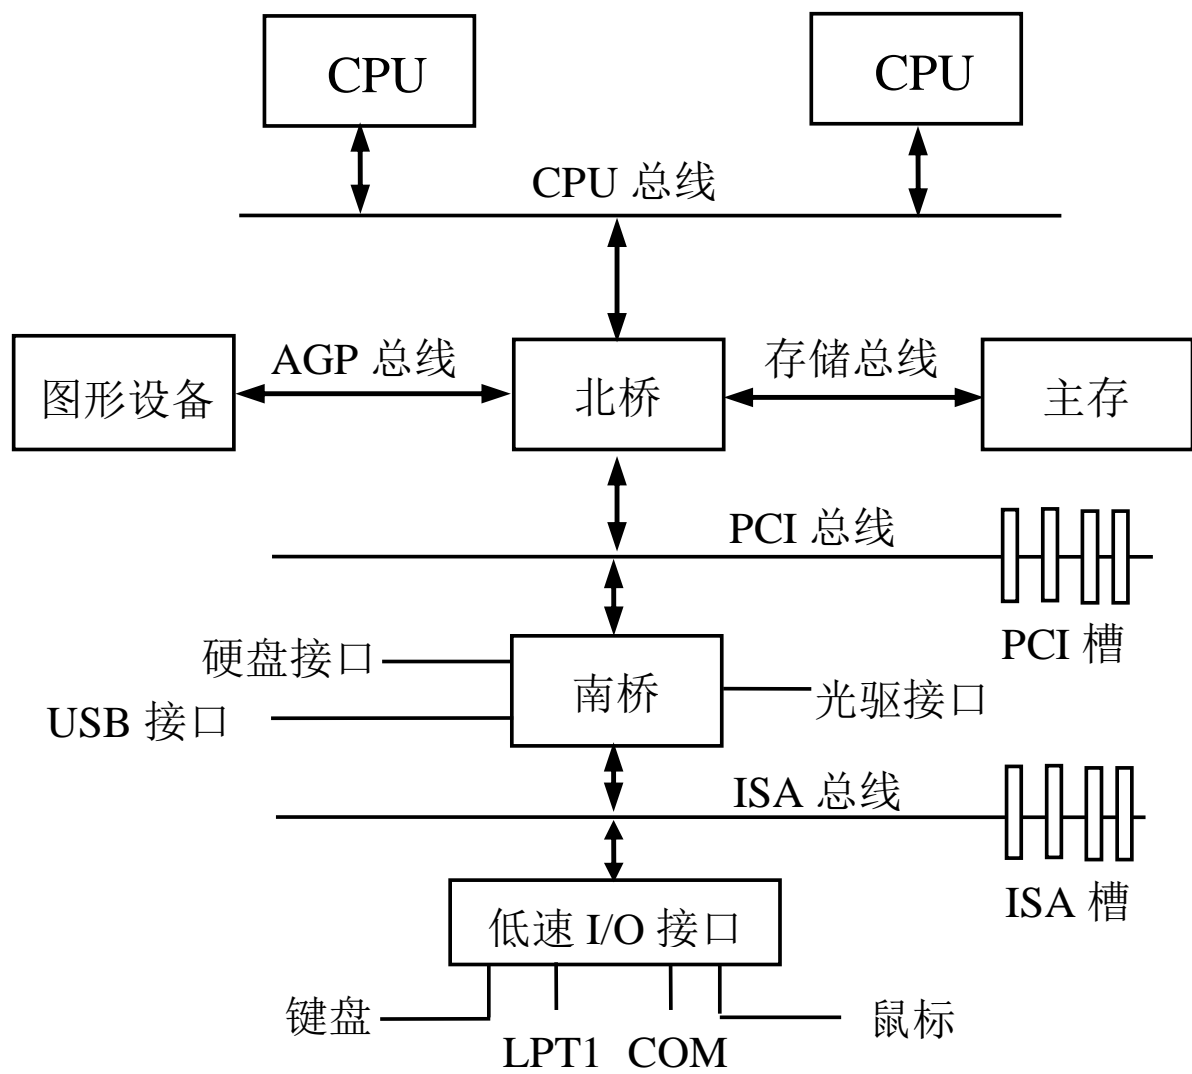 CPU
CPU
CPU 总线
AGP 总线
存储总线
图形设备
北桥
主存
PCI 总线
PCI 槽
硬盘接口
南桥
光驱接口
USB 接口
ISA 总线
ISA 槽
低速 I/O 接口
键盘
鼠标
LPT1
COM